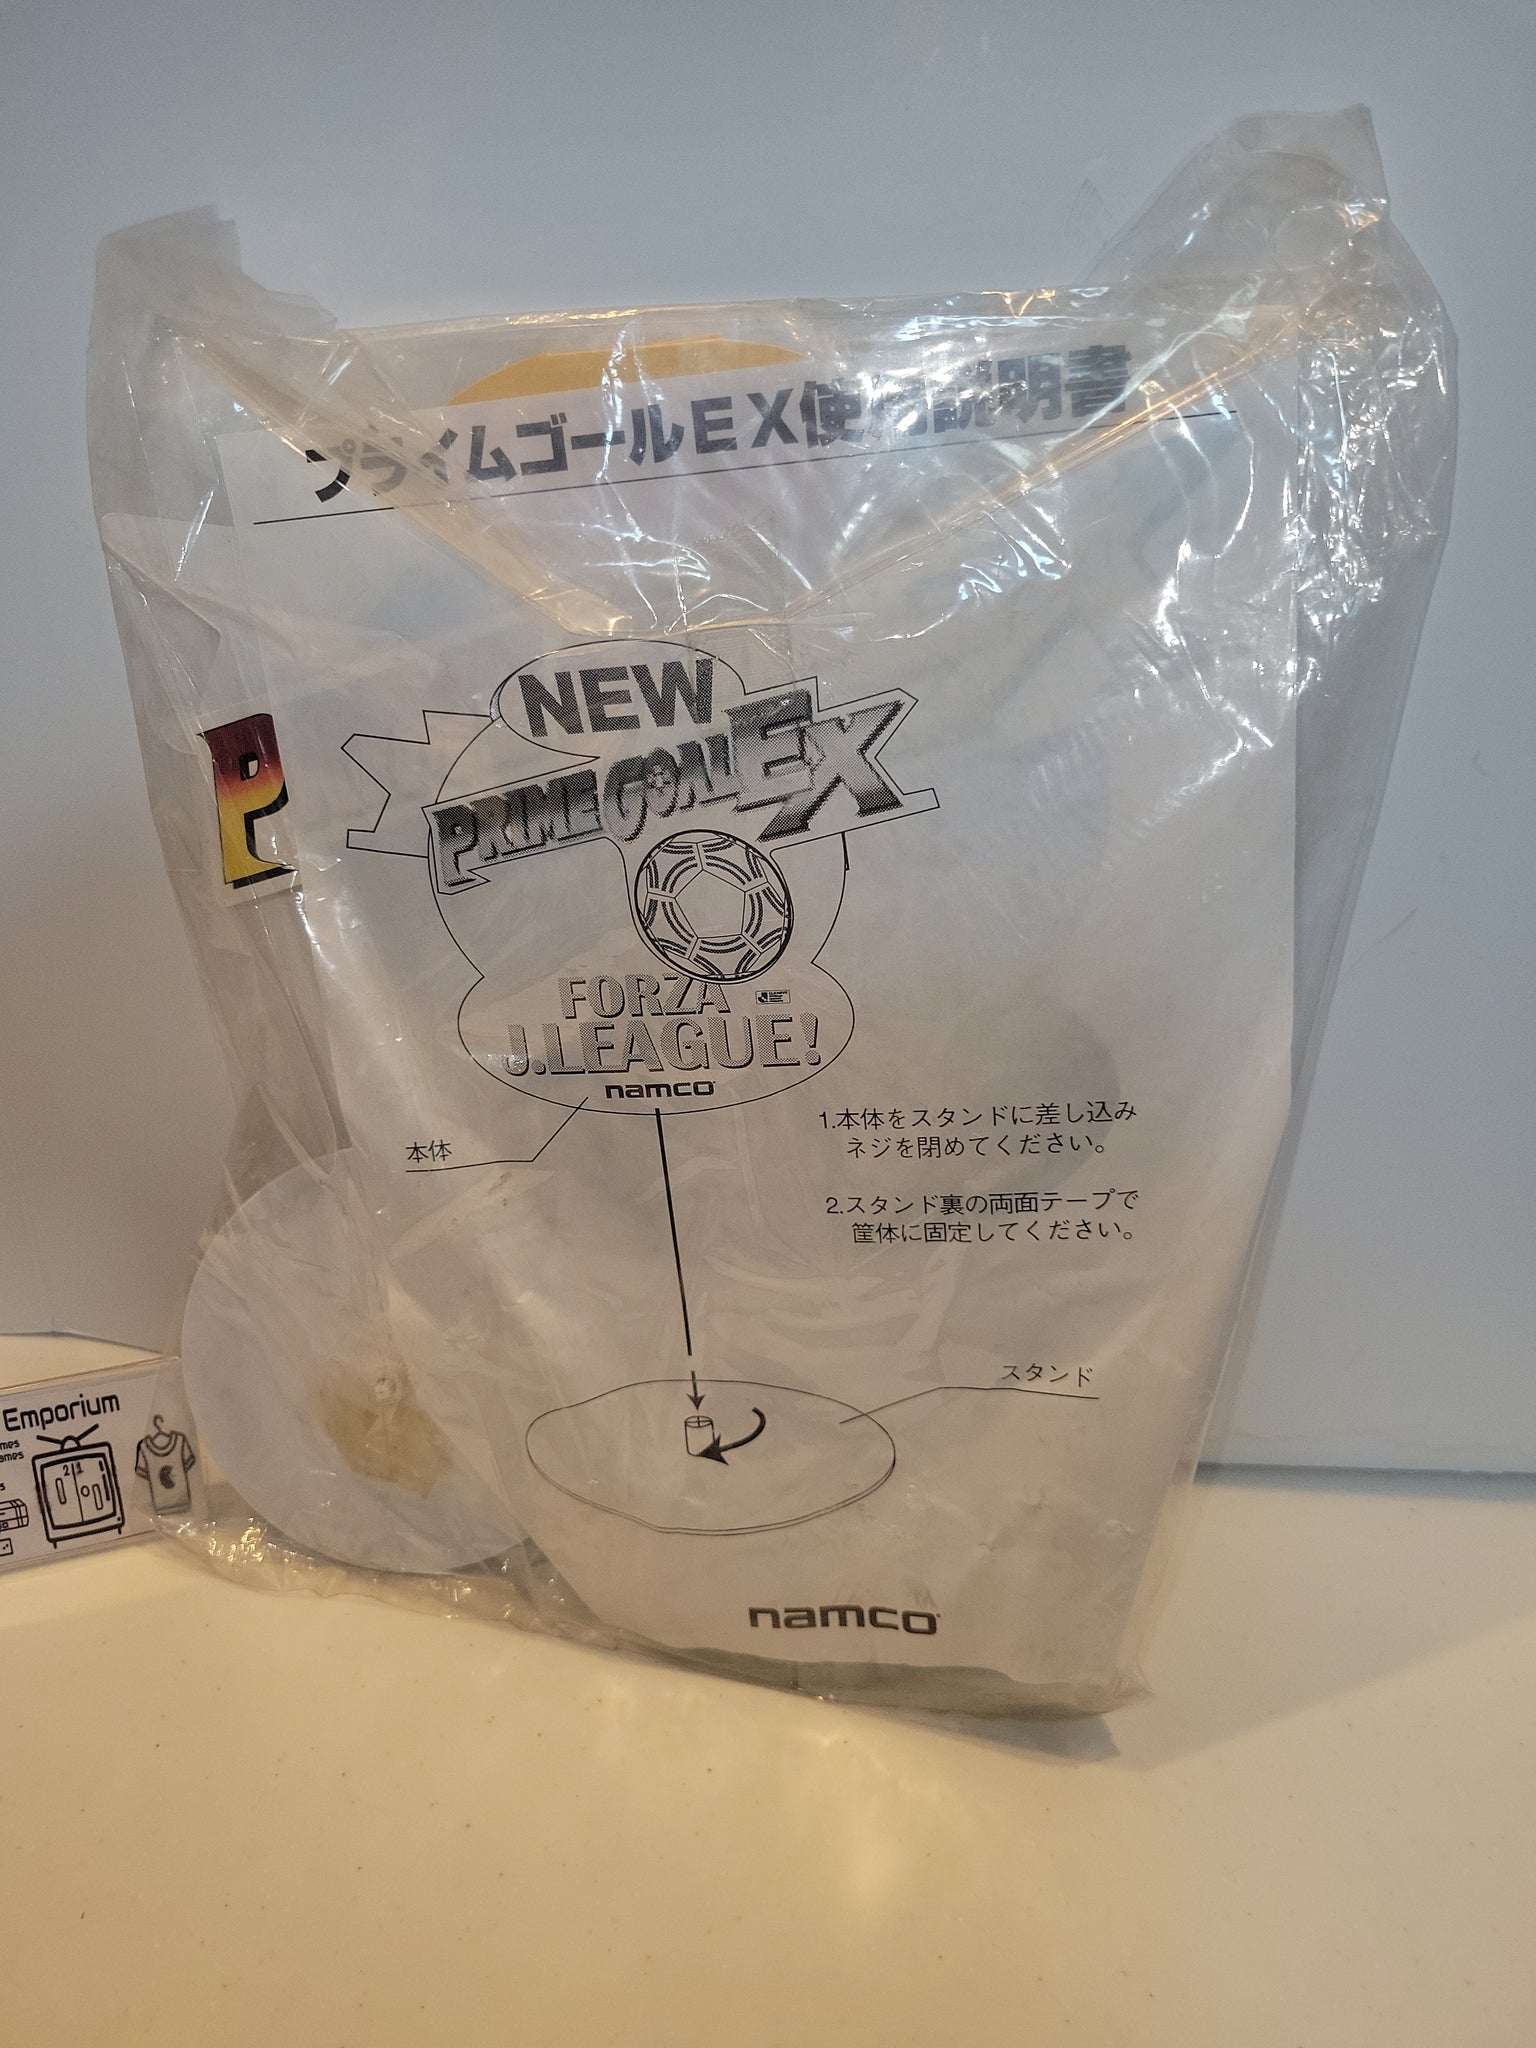 プライムゴールEX使用説明書
P
NEW
PRIME GOAL EX
FORZA
J.LEAGUE!
namco
本体
1.本体をスタンドに差し込み
ネジを閉めてください。
2.スタンド裏の両面テープで
筐体に固定してください。
スタンド
Emporium
2 1
namco